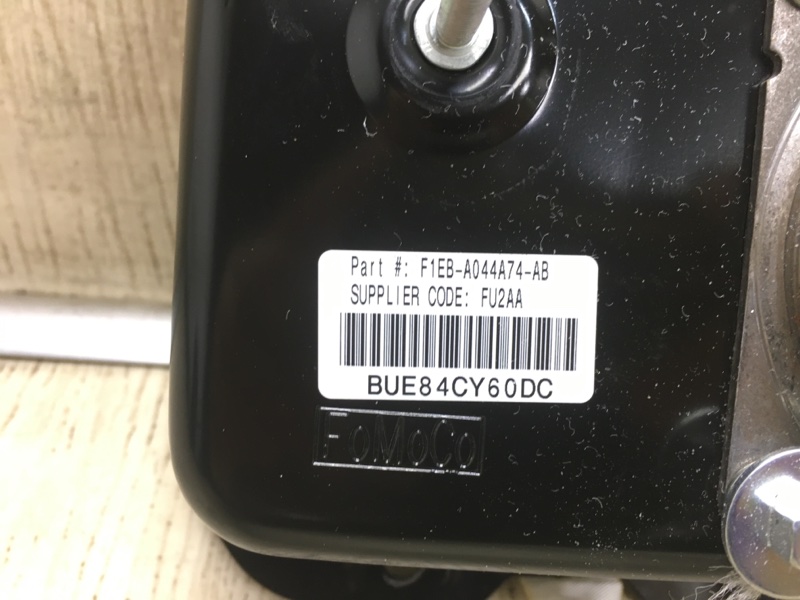 Part #: F1EB-A044A74-AB
SUPPLIER CODE: FU2AA
BUE84CY60DC
FoMoCo